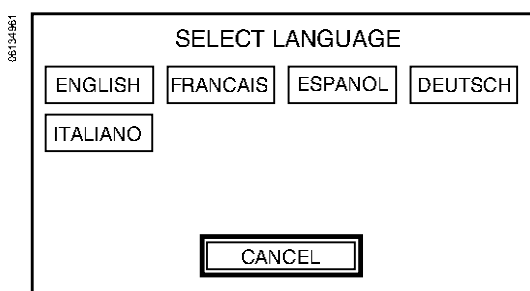 06134961
SELECT LANGUAGE
ENGLISH FRANCAIS ESPANOL DEUTSCH
ITALIANO
CANCEL